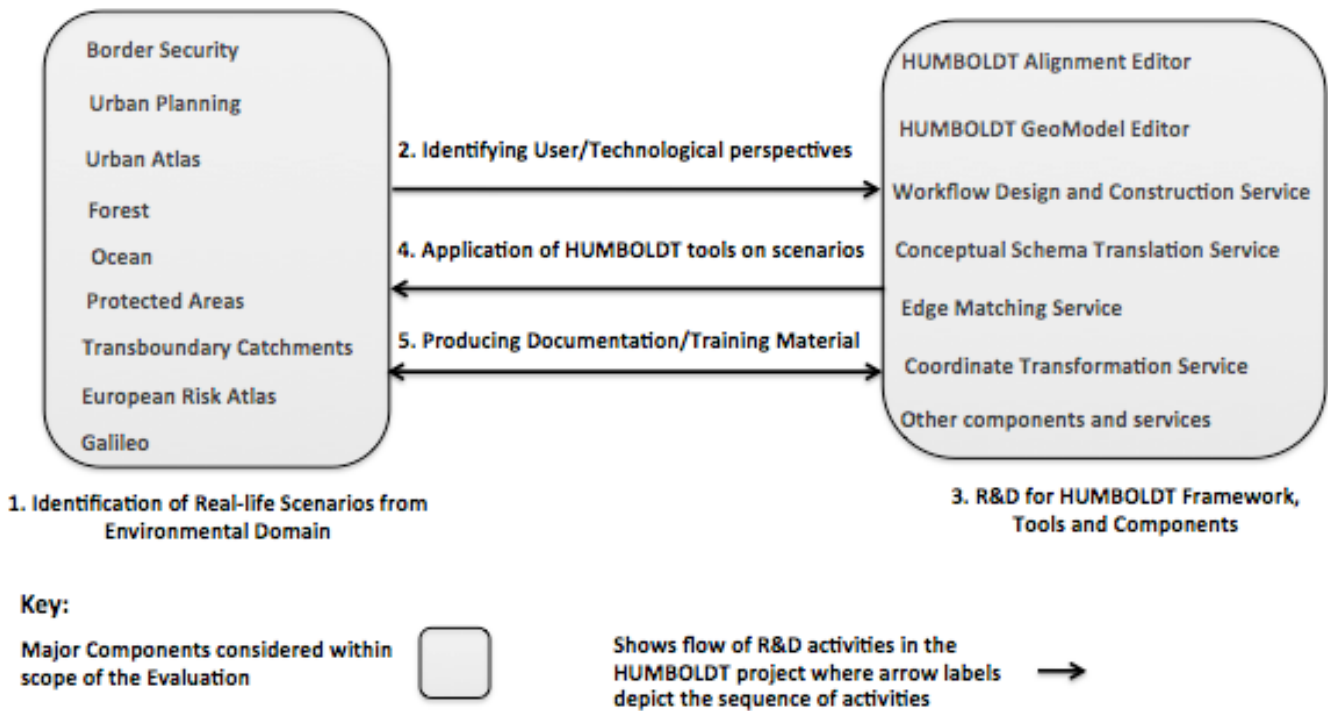 Border Security
Urban Planning
Urban Atlas
Forest
Ocean
Protected Areas
Transboundary Catchments
European Risk Atlas
Galileo
1. Identification of Real-life Scenarios from
Environmental Domain
2. Identifying User/Technological perspectives
4. Application of HUMBOLDT tools on scenarios
5. Producing Documentation/Training Material
HUMBOLDT Alignment Editor
HUMBOLDT GeoModel Editor
Workflow Design and Construction Service
Conceptual Schema Translation Service
Edge Matching Service
Coordinate Transformation Service
Other components and services
3. R&D for HUMBOLDT Framework,
Tools and Components
Key:
Major Components considered within
scope of the Evaluation
Shows flow of R&D activities in the
HUMBOLDT project where arrow labels
depict the sequence of activities